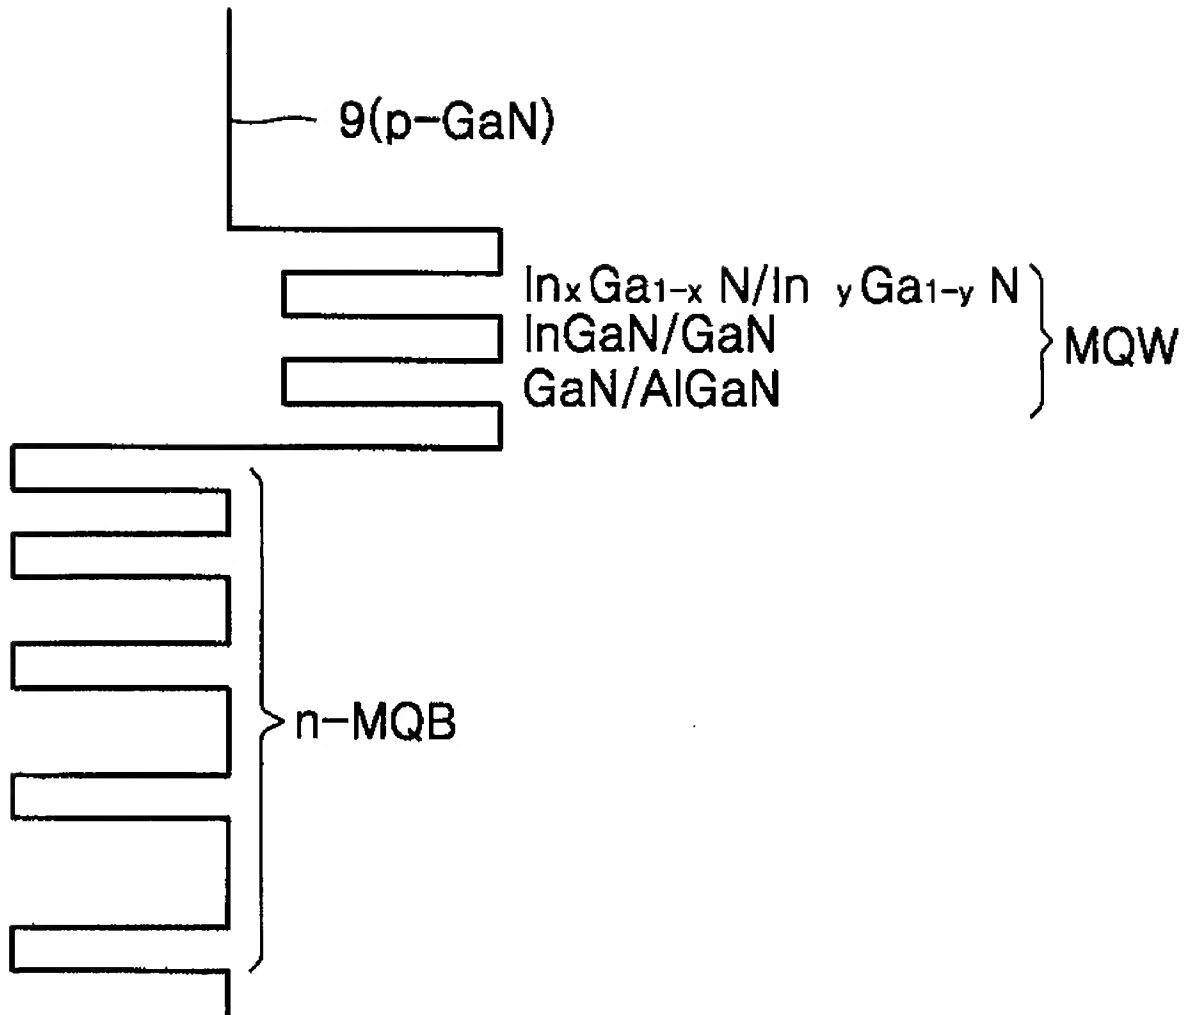 9(p-GaN)
InxGa1-x N/In yGa1-y N
InGaN/GaN
GaN/AlGaN
MQW
n-MQB